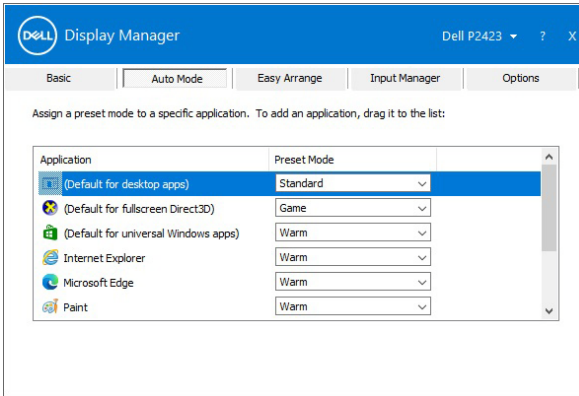 DELL Display Manager Dell P2423 ? X
Basic Auto Mode Easy Arrange Input Manager Options
Assign a preset mode to a specific application. To add an application, drag it to the list:
Application Preset Mode
(Default for desktop apps) Standard
(Default for fullscreen Direct3D) Game
(Default for universal Windows apps) Warm
Internet Explorer Warm
Microsoft Edge Warm
Paint Warm